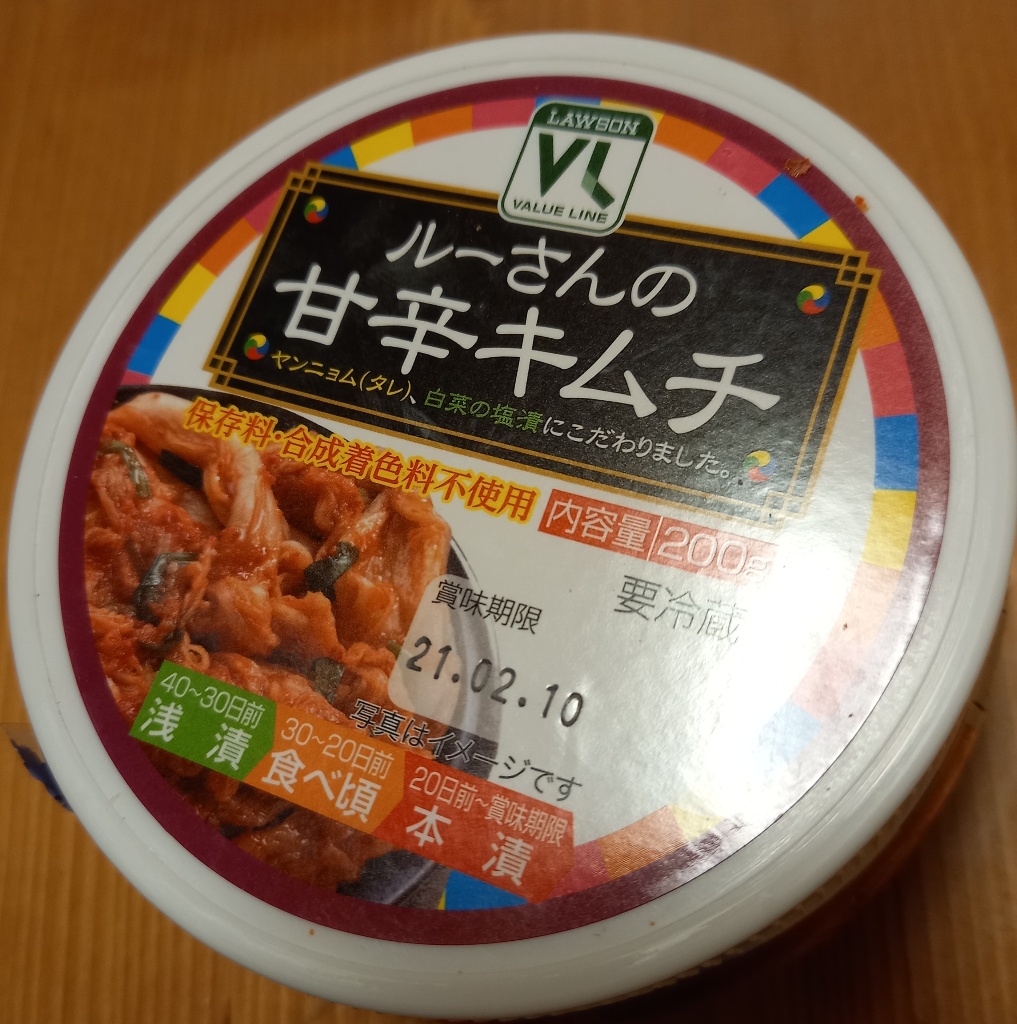 LAWSON
VL
VALUE LINE
ルーさんの
甘辛キムチ
ヤンニョム(タレ)、白菜の塩漬にこだわりました。
保存料・合成着色料不使用
内容量 200g
要冷蔵
賞味期限
21.02.10
写真はイメージです
40~30日前
浅漬
30~20日前
食べ頃
20日前~賞味期限
本漬